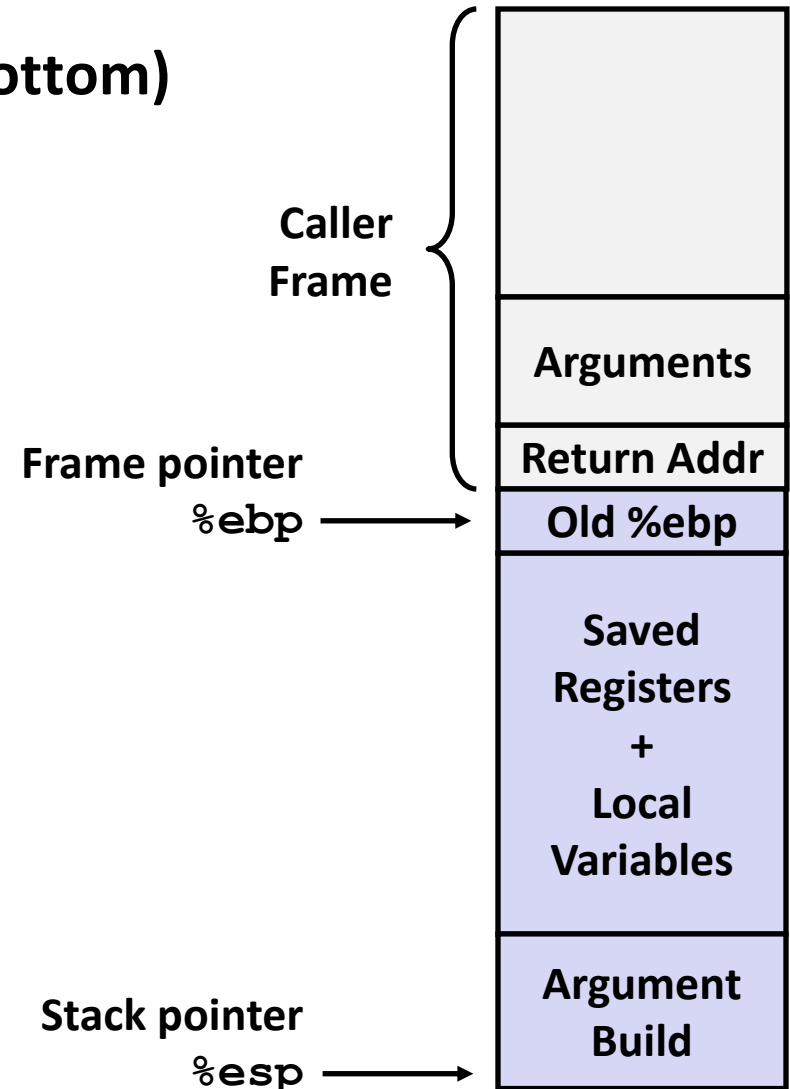 ottom)
Caller
Frame
Arguments
Return Addr
Frame pointer
%ebp
Old %ebp
Saved
Registers
+
Local
Variables
Argument
Build
Stack pointer
%esp